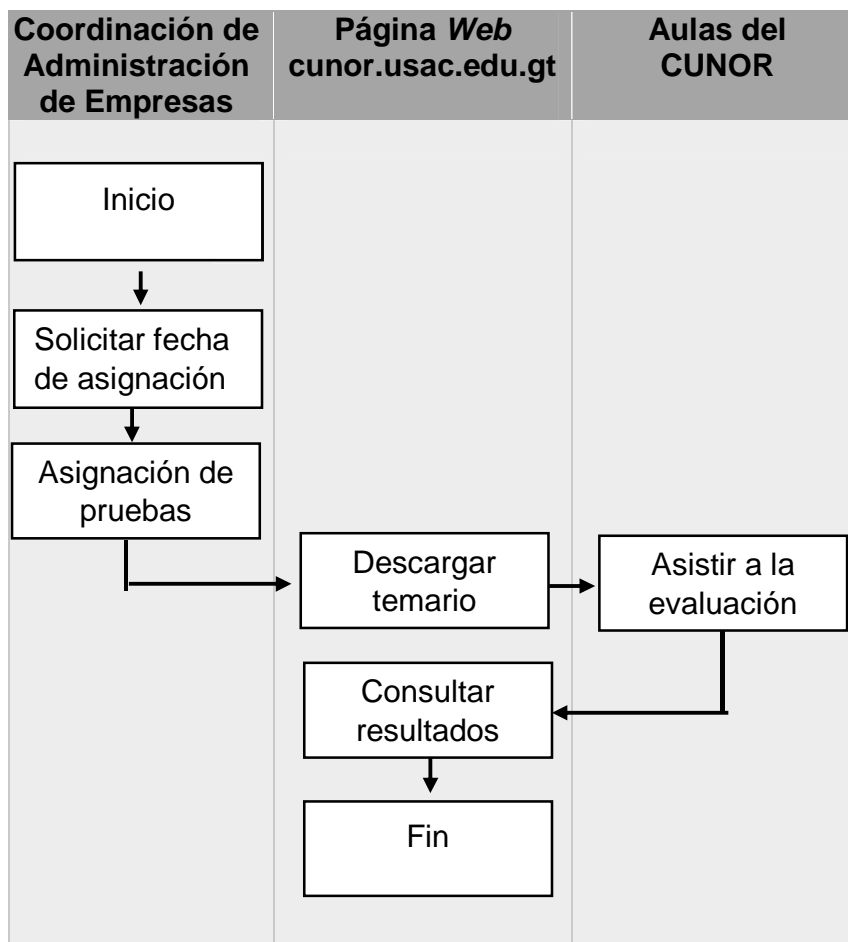 Coordinación de
Administración
de Empresas
Página Web
cunor.usac.edu.gt
Aulas del
CUNOR
Inicio
Solicitar fecha
de asignación
Asignación de
pruebas
Descargar
temario
Asistir a la
evaluación
Consultar
resultados
Fin